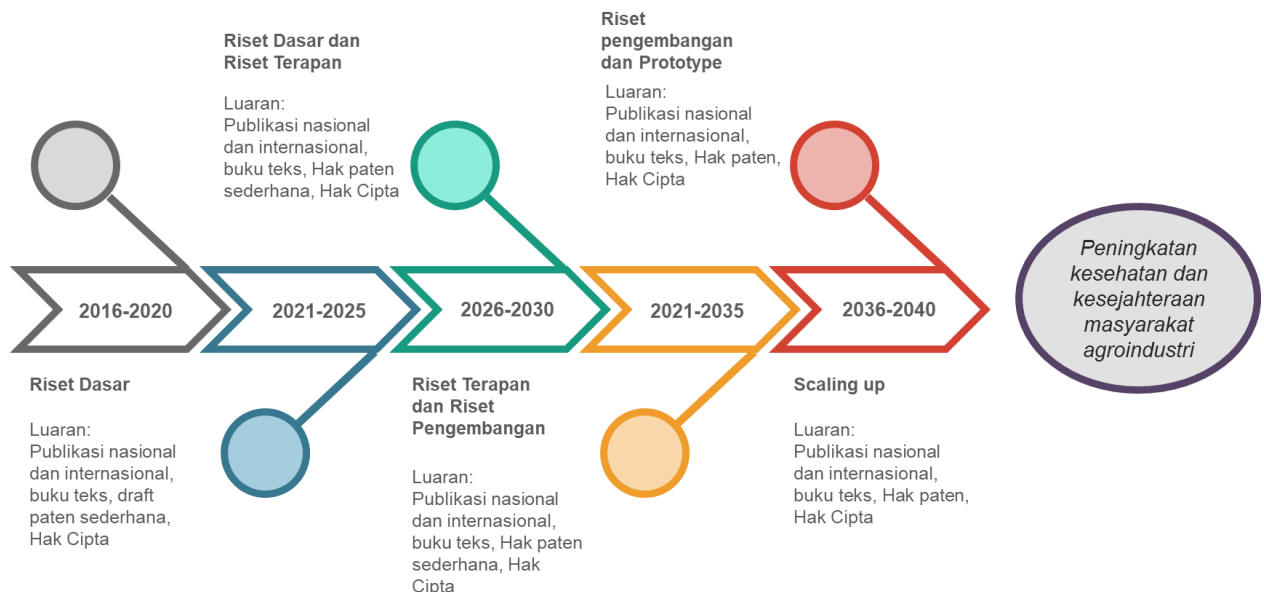 Riset Dasar dan
Riset Terapan
Luaran:
Publikasi nasional
dan internasional,
buku teks, Hak paten
sederhana, Hak Cipta
Riset
pengembangan
dan Prototype
Luaran:
Publikasi nasional
dan internasional,
buku teks, Hak paten,
Hak Cipta
2016-2020
2021-2025
2026-2030
2021-2035
2036-2040
Peningkatan
kesehatan dan
kesejahteraan
masyarakat
agroindustri
Riset Dasar
Luaran:
Publikasi nasional
dan internasional,
buku teks, draft
paten sederhana,
Hak Cipta
Riset Terapan
dan Riset
Pengembangan
Luaran:
Publikasi nasional
dan internasional,
buku teks, Hak paten
sederhana, Hak
Cipta
Scaling up
Luaran:
Publikasi nasional
dan internasional,
buku teks, Hak paten,
Hak Cipta